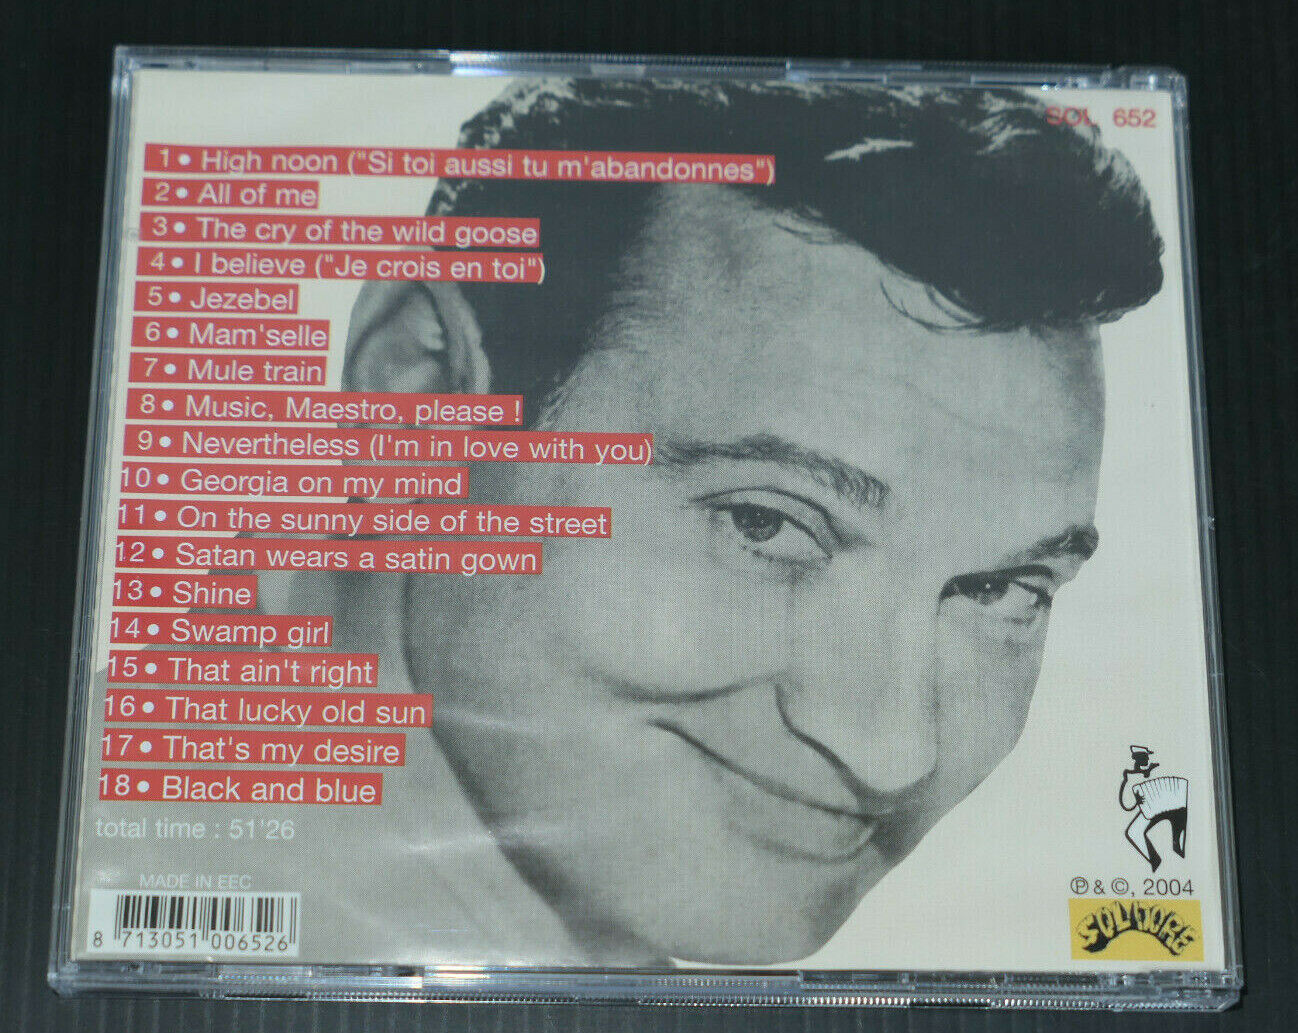 SOL 652
1 • High noon ("Si toi aussi tu m'abandonnes")
2 • All of me
3 • The cry of the wild goose
4 • I believe ("Je crois en toi")
5 • Jezebel
6 • Mam'selle
7 • Mule train
8 • Music, Maestro, please !
9 • Nevertheless (I'm in love with you)
10 • Georgia on my mind
11 • On the sunny side of the street
12 • Satan wears a satin gown
13 • Shine
14 • Swamp girl
15 • That ain't right
16 • That lucky old sun
17 • That's my desire
18 • Black and blue
total time : 51'26
MADE IN EEC
8 713051 006526
℗ & ©, 2004
SOLDORE